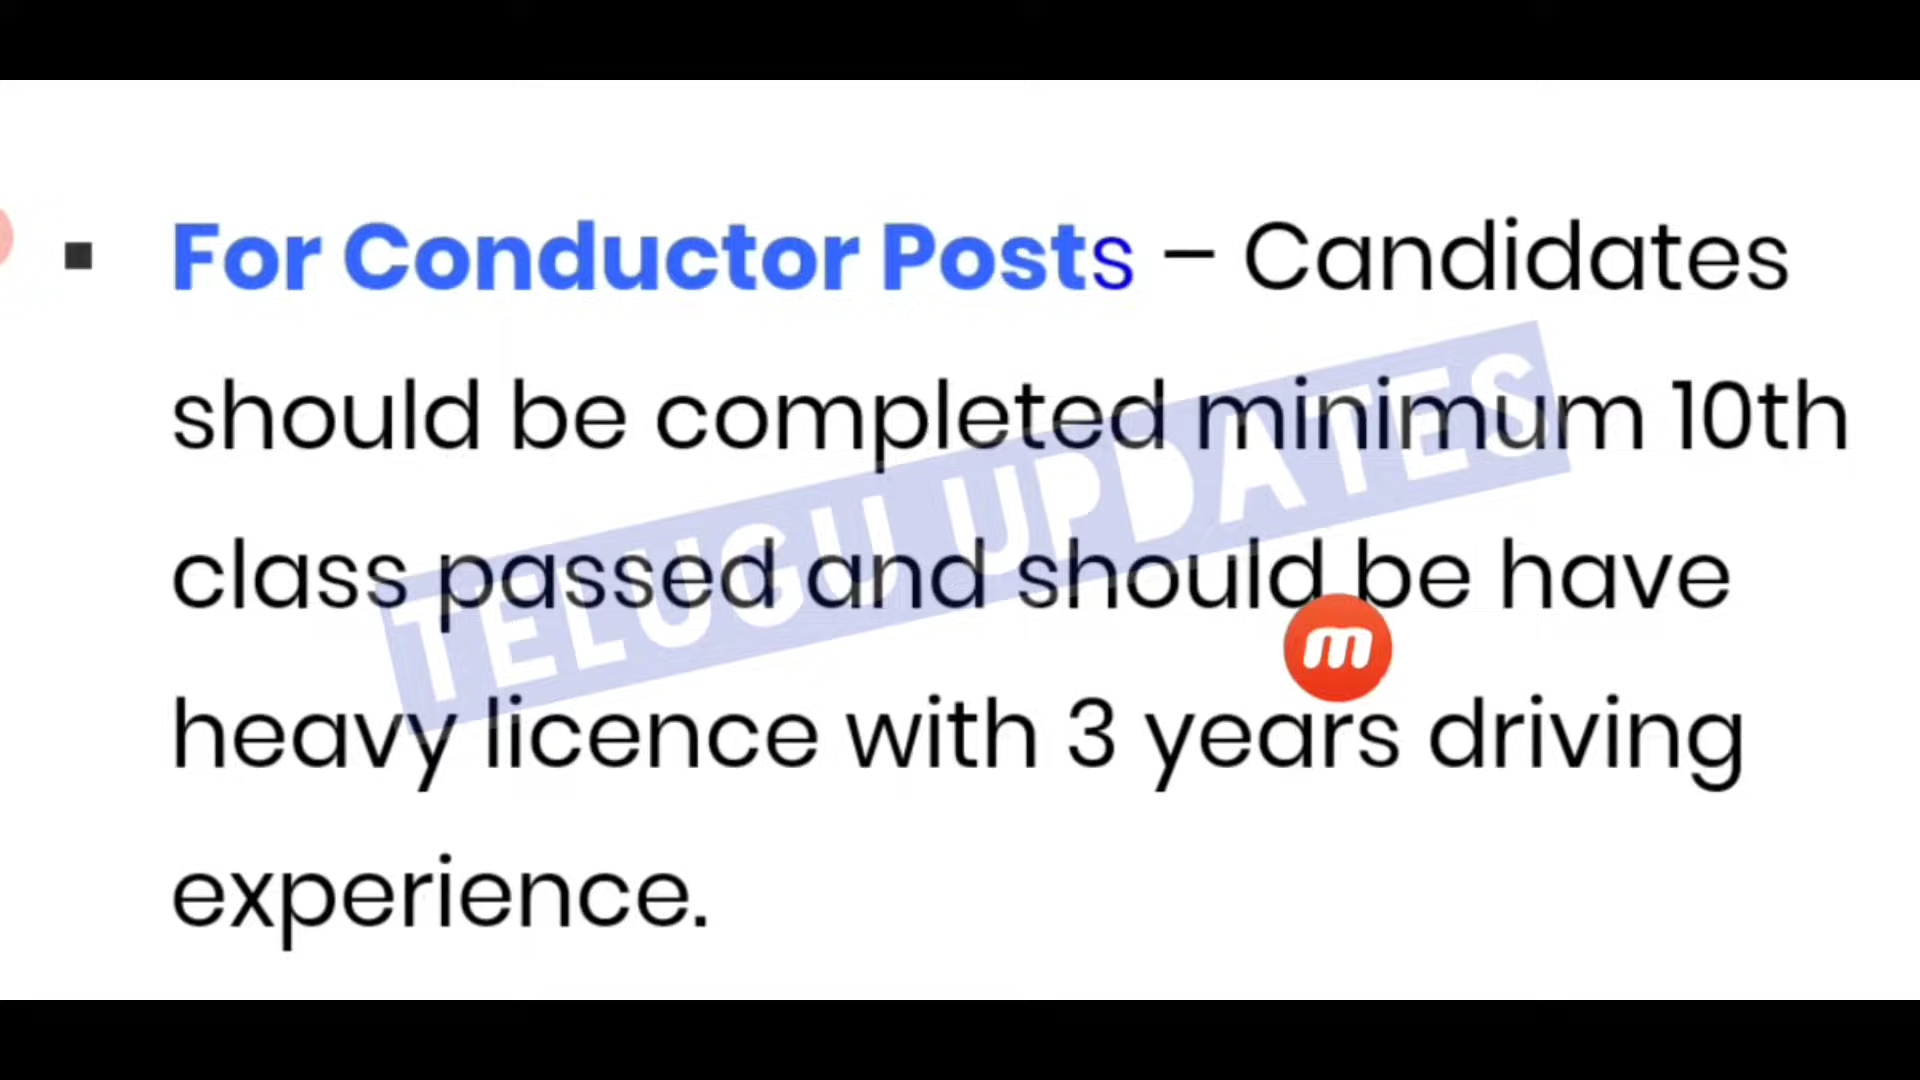 ▪ For Conductor Posts – Candidates
should be completed minimum 10th
class passed and should be have
heavy licence with 3 years driving
experience.
TELUGU UPDATES
m